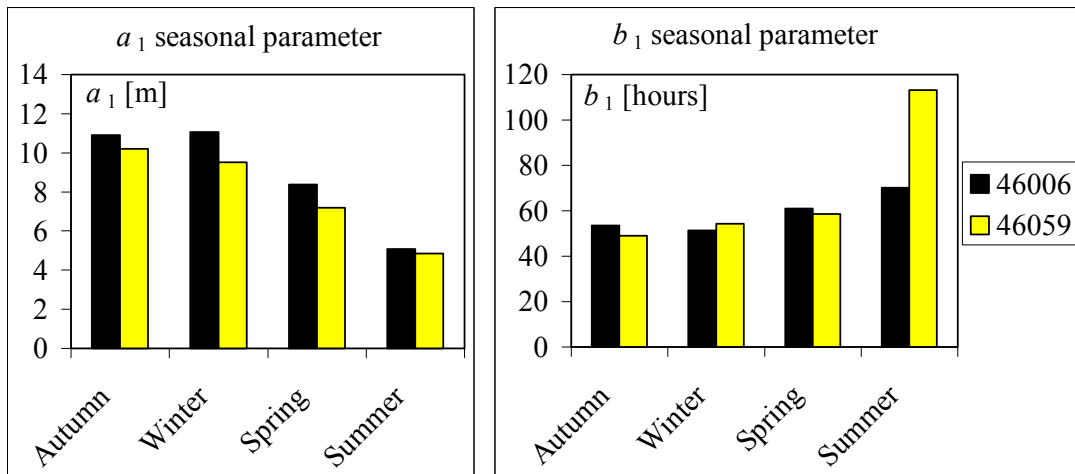 a 1 seasonal parameter
a 1 [m]
14
12
10
8
6
4
2
0
Autumn
Winter
Spring
Summer
b 1 seasonal parameter
b 1 [hours]
120
100
80
60
40
20
0
Autumn
Winter
Spring
Summer
46006
46059